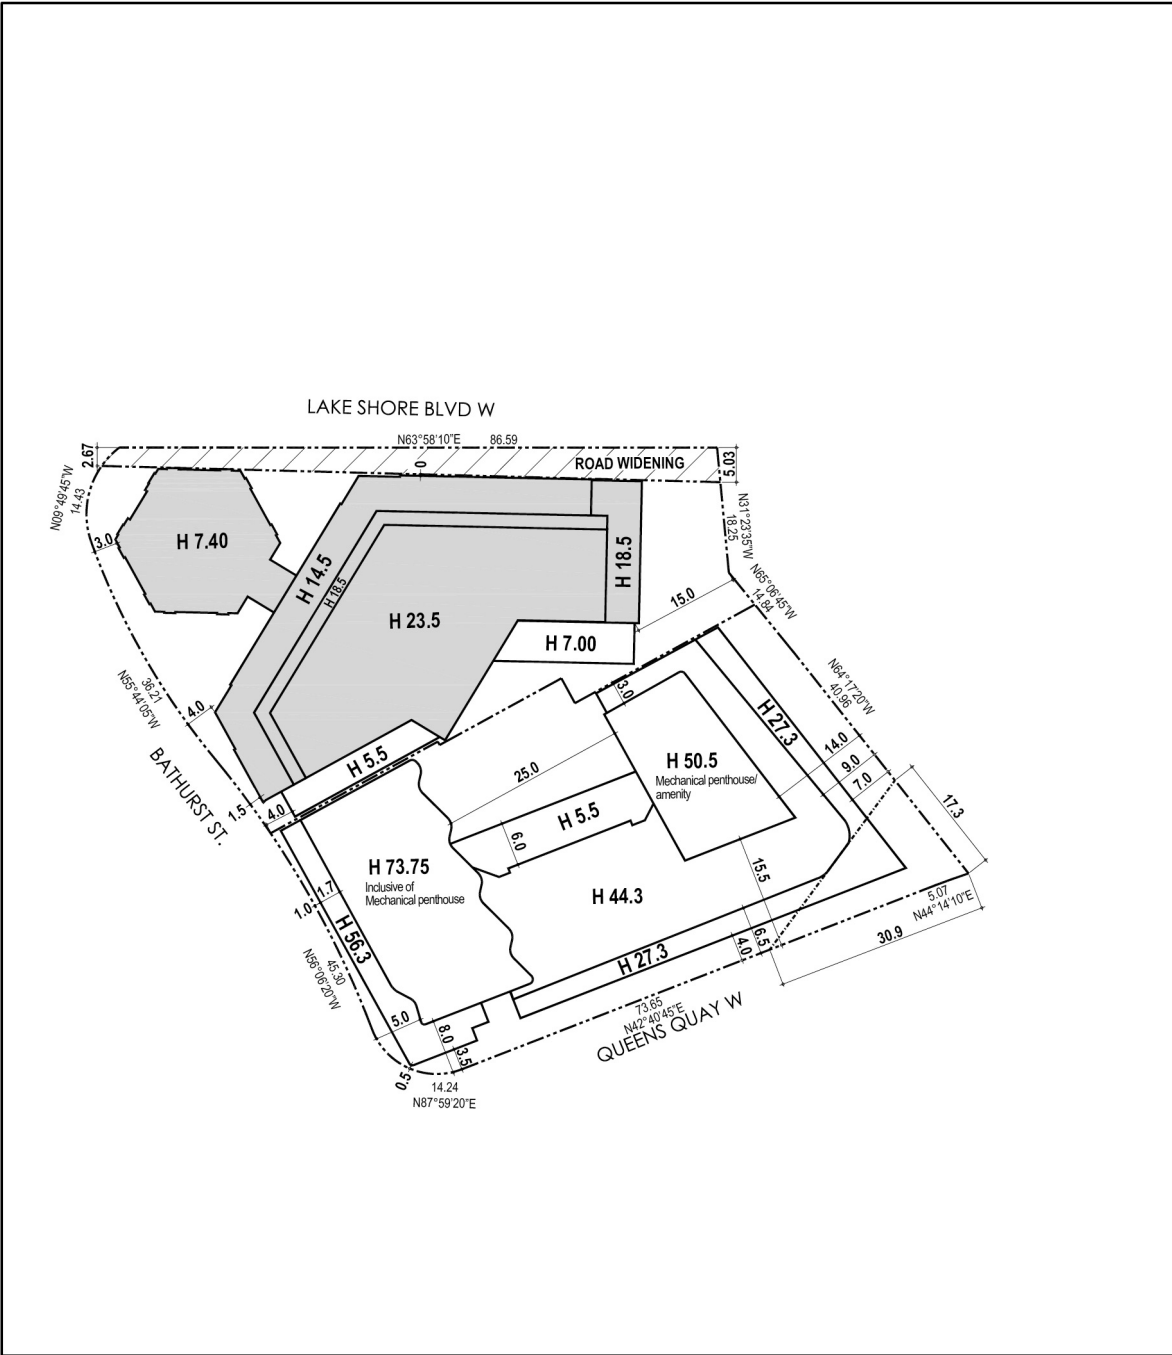 LAKE SHORE BLVD W
N63°58'10"E 86.59
2.67
0
ROAD WIDENING
5.03
N09°49'45"W
14.43
N31°23'35"W
18.25
3.0
H 7.40
H 14.5
H 18.5
H 18.5
H 23.5
15.0
N65°06'45"W
14.84
H 7.00
36.21
N55°44'05"W
4.0
3.0
N64°17'20"W
40.96
H 27.3
BATHURST ST.
H 5.5
25.0
H 50.5
Mechanical penthouse/
amenity
14.0
9.0
7.0
1.5
4.0
H 5.5
6.0
17.3
H 73.75
Inclusive of
Mechanical penthouse
15.5
1.7
1.0
H 44.3
5.07
N44°14'10"E
H 56.3
30.9
6.5
4.0
H 27.3
45.30
N56°06'20"W
73.65
N42°40'45"E
QUEENS QUAY W
5.0
8.0
3.5
0.5
14.24
N87°59'20"E